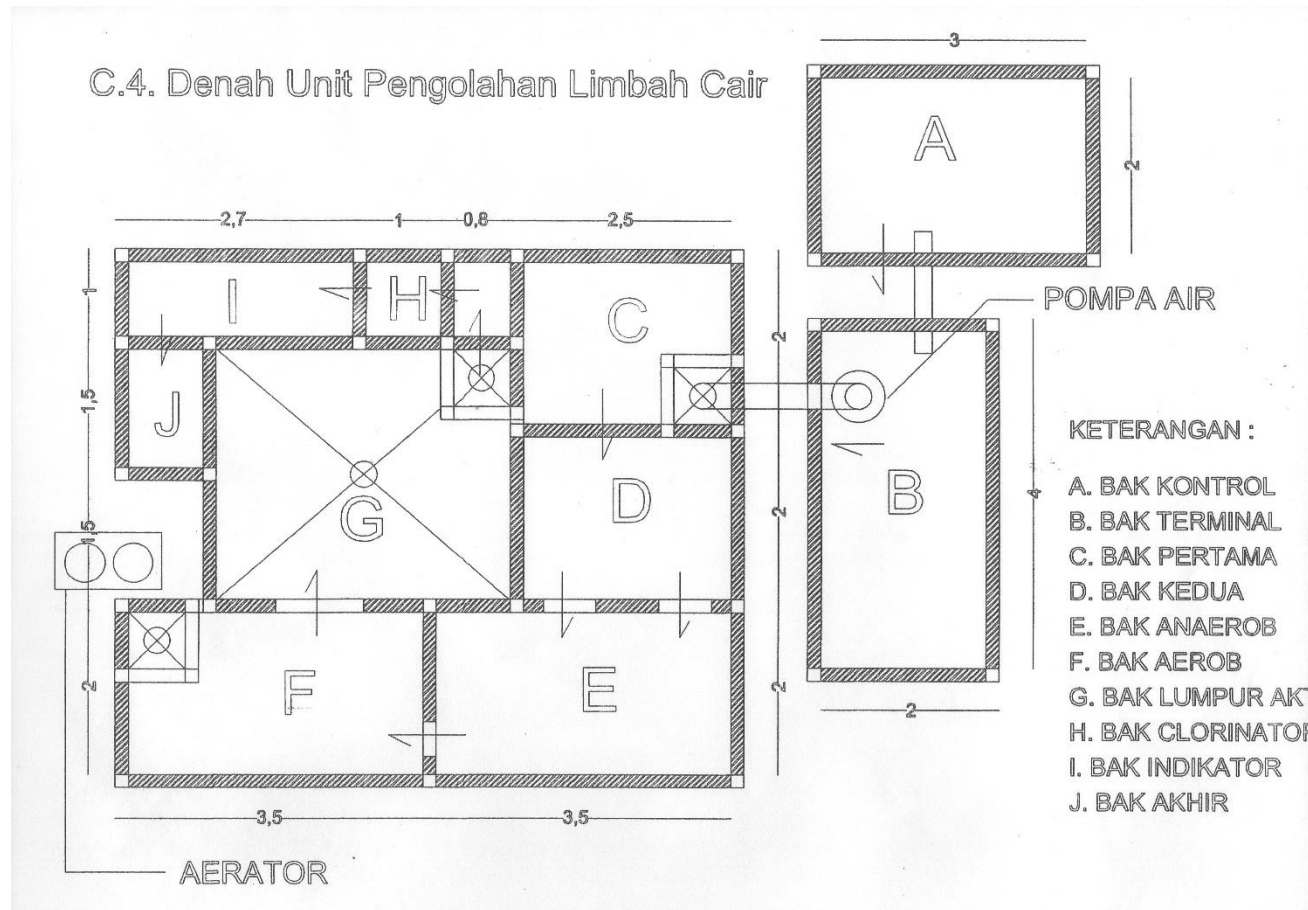 C.4. Denah Unit Pengolahan Limbah Cair
3
A
2
2,7
1
0,8
2,5
1
I
H
C
2
POMPA AIR
1,5
J
KETERANGAN :
D
B
G
1,5
2
4
A. BAK KONTROL
B. BAK TERMINAL
C. BAK PERTAMA
D. BAK KEDUA
E. BAK ANAEROB
F. BAK AEROB
G. BAK LUMPUR AKT
H. BAK CLORINATOR
I. BAK INDIKATOR
J. BAK AKHIR
2
F
E
2
2
3,5
3,5
AERATOR